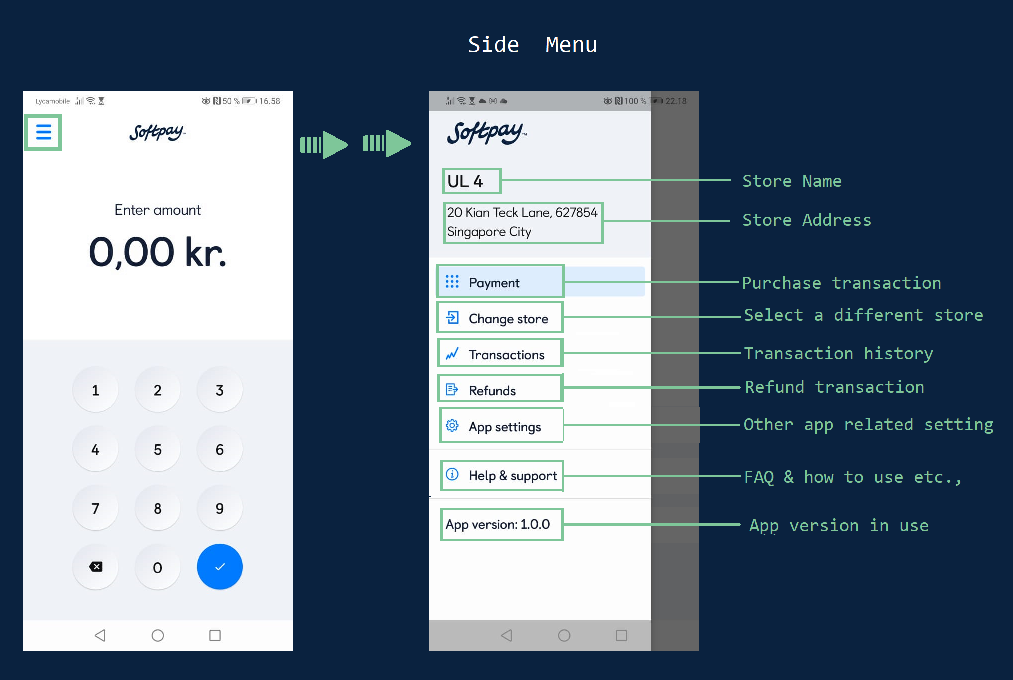 Side Menu
Lycamobile
50 % 16.58
Softpay
Enter amount
0,00 kr.
1 2 3
4 5 6
7 8 9
0
100 % 22.18
Softpay™
UL 4
20 Kian Teck Lane, 627854
Singapore City
Payment
Change store
Transactions
Refunds
App settings
Help & support
App version: 1.0.0
Store Name
Store Address
Purchase transaction
Select a different store
Transaction history
Refund transaction
Other app related setting
FAQ & how to use etc.,
App version in use